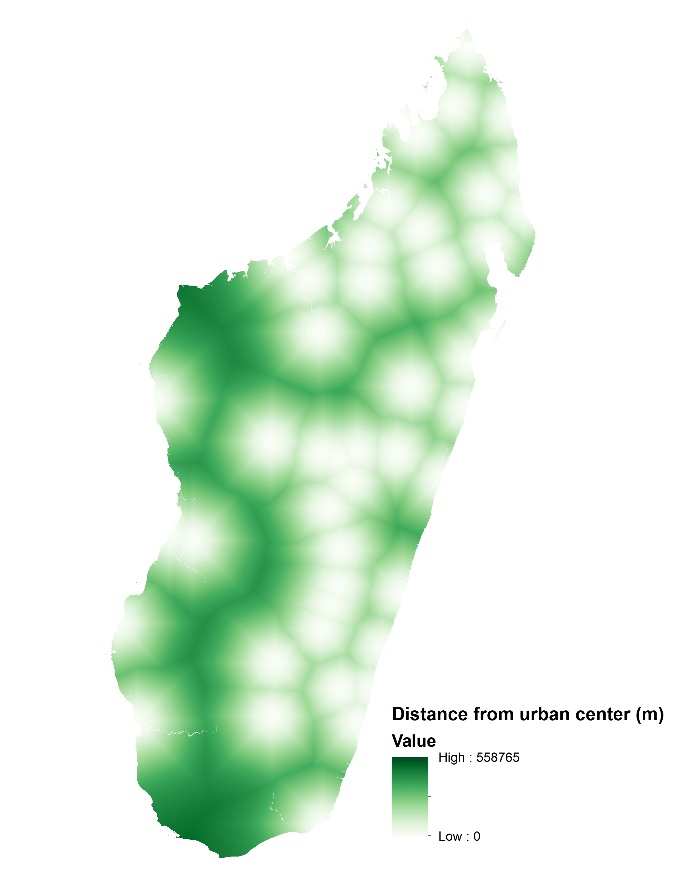 Distance from urban center (m)
Value
High : 558765
Low : 0